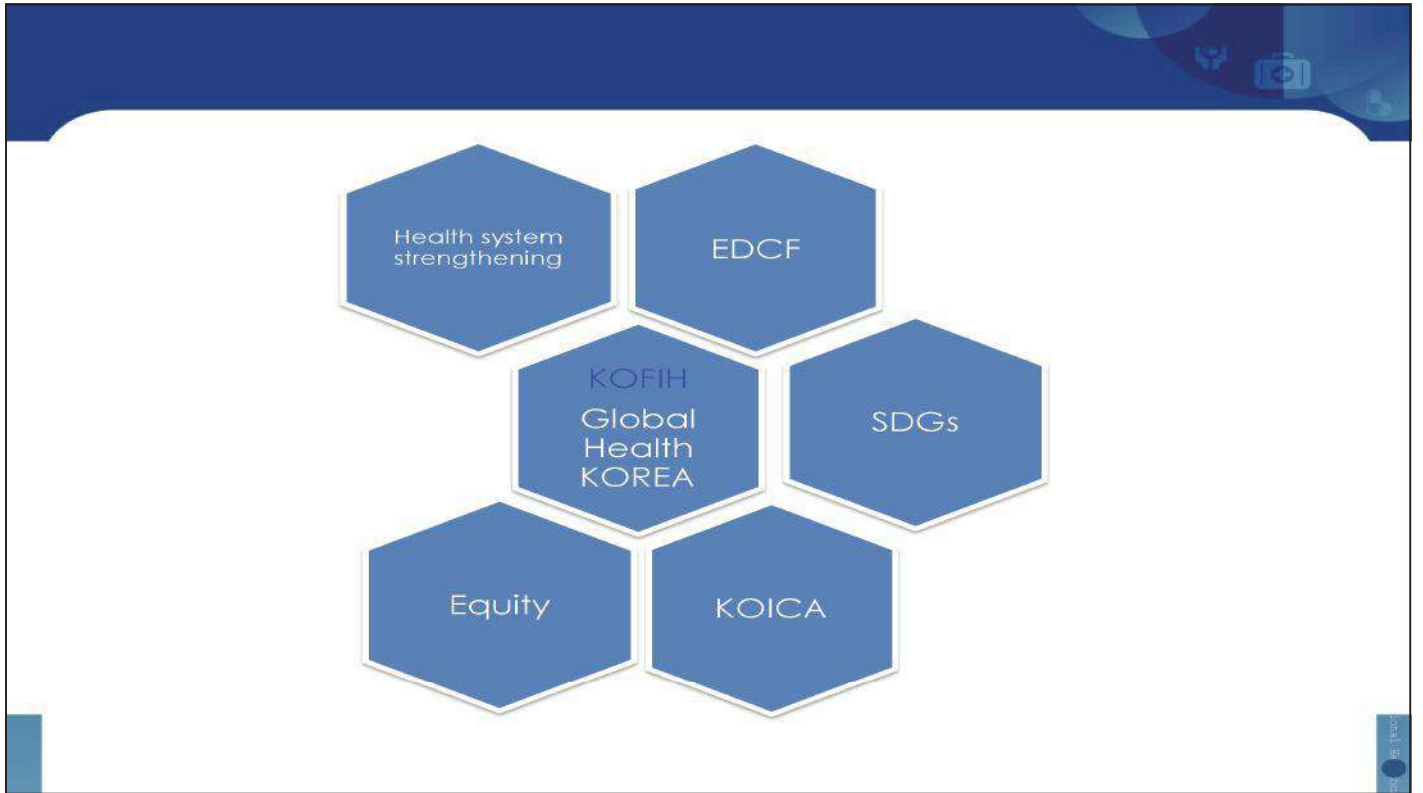 Health system
strengthening
EDCF
KOFIH
Global
Health
KOREA
SDGs
Equity
KOICA